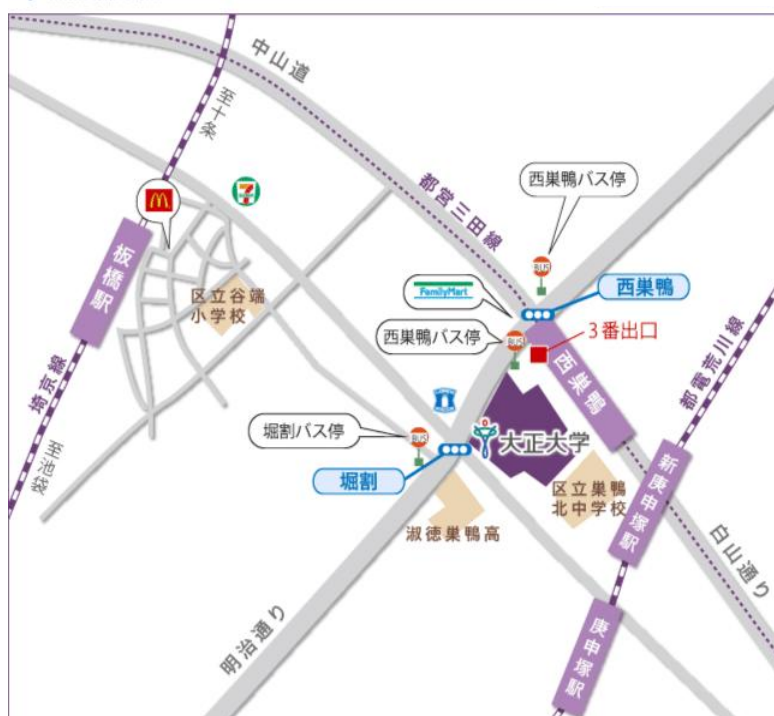 中山道
至十条
西巣鴨バス停
都営三田線
板橋駅
区立谷端
小学校
FamilyMart
BUS
西巣鴨
西巣鴨バス停
BUS
3番出口
西巣鴨
都電荒川線
埼京線
堀割バス停
BUS
大正大学
堀割
至池袋
区立巣鴨
北中学校
新庚申塚駅
淑徳巣鴨高
白山通り
明治通り
庚申塚駅